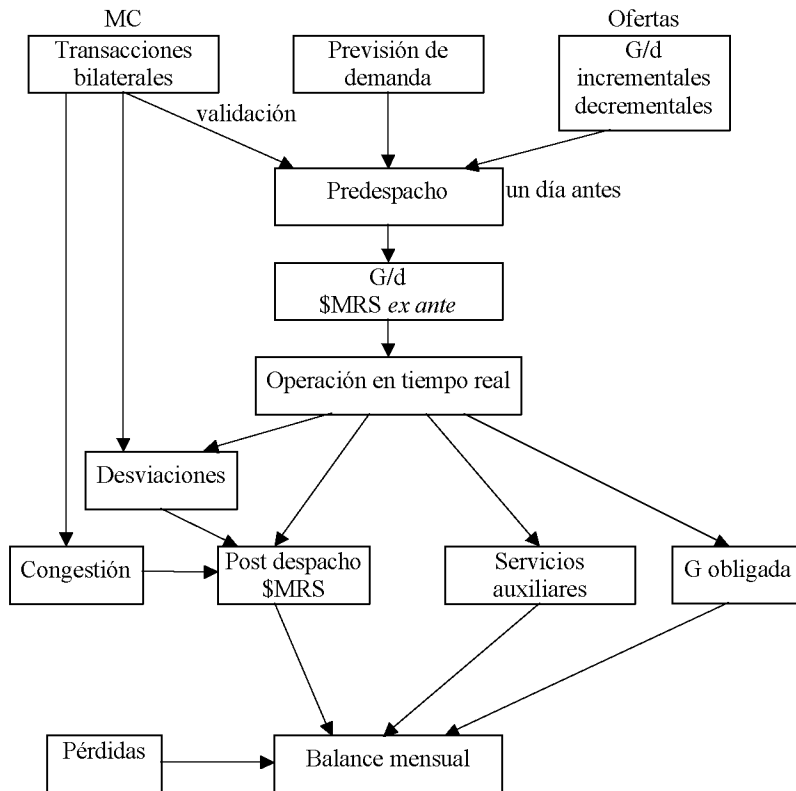 MC
Ofertas
Transacciones
bilaterales
Previsión de
demanda
G/d
incrementales
decrementales
validación
Predespacho
un día antes
G/d
$MRS ex ante
Operación en tiempo real
Desviaciones
Congestión
Post despacho
$MRS
Servicios
auxiliares
G obligada
Pérdidas
Balance mensual